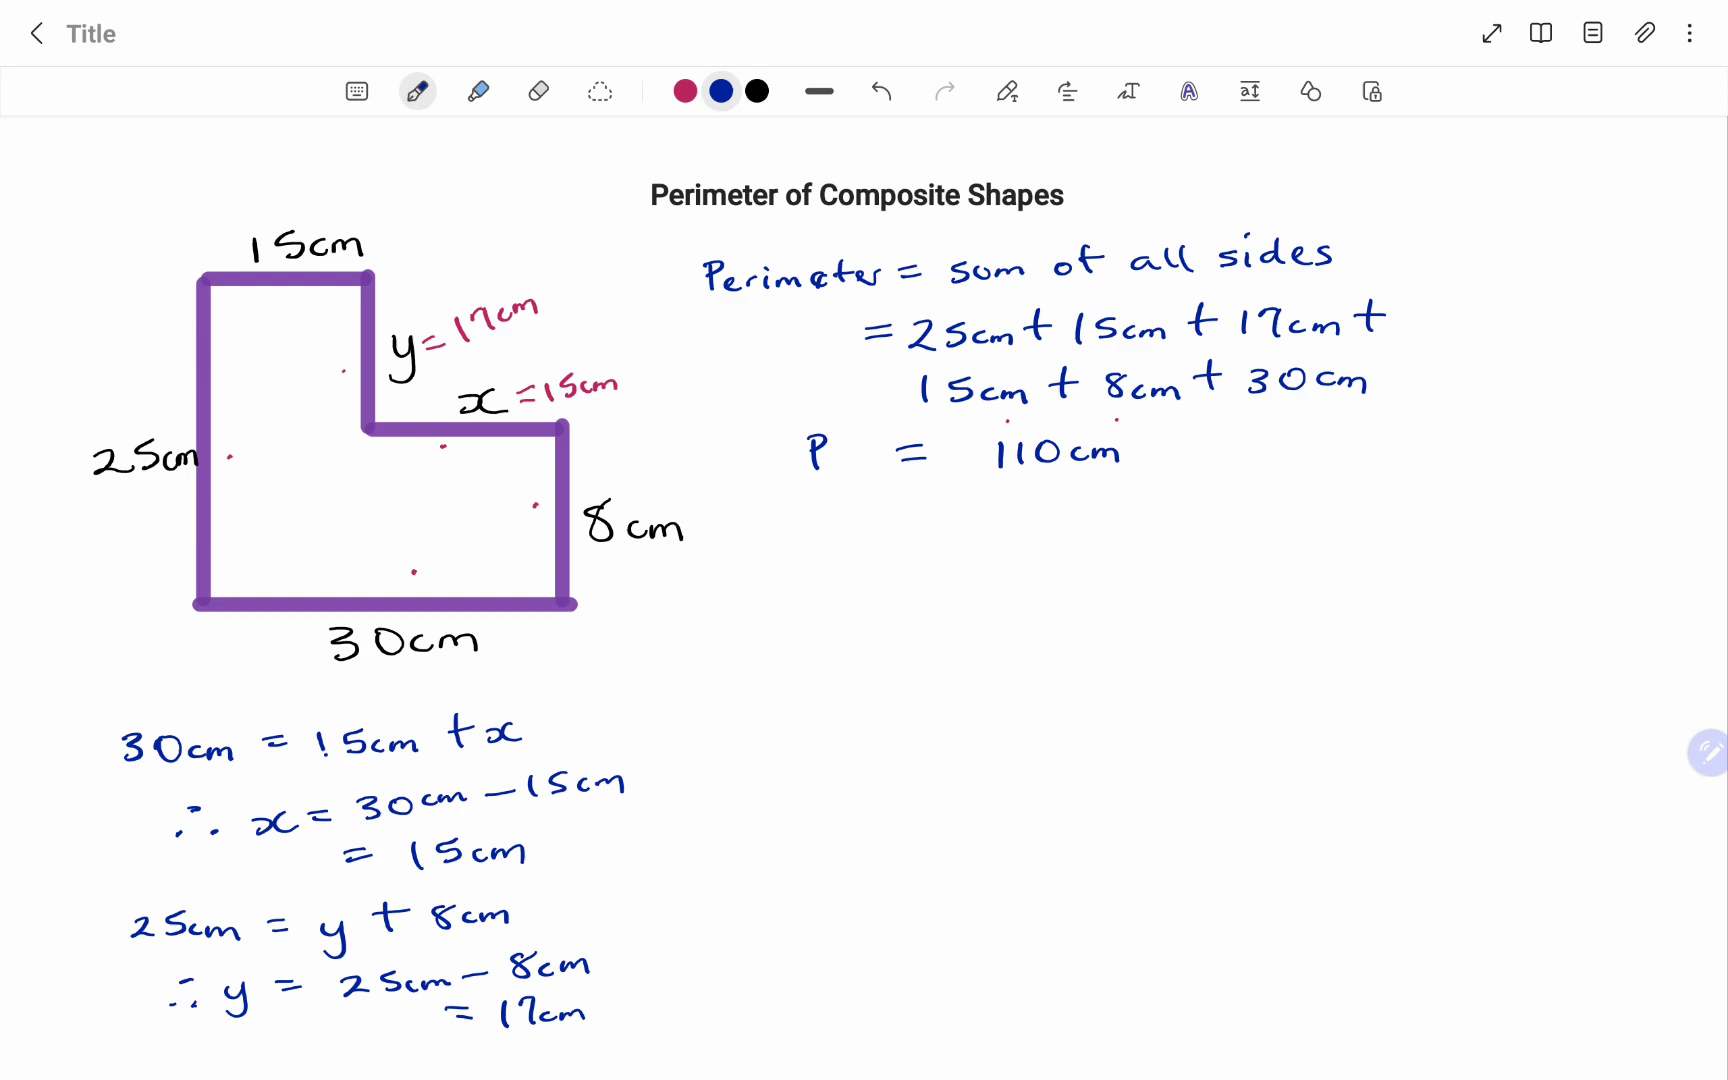 Title
Perimeter of Composite Shapes
15cm
y = 17cm
x = 15cm
25cm
8cm
30cm
Perimeter = sum of all sides
= 25cm + 15cm + 17cm +
15cm + 8cm + 30cm
P = 110cm
30cm = 15cm + x
∴ x = 30cm - 15cm
= 15cm
25cm = y + 8cm
∴ y = 25cm - 8cm
= 17cm